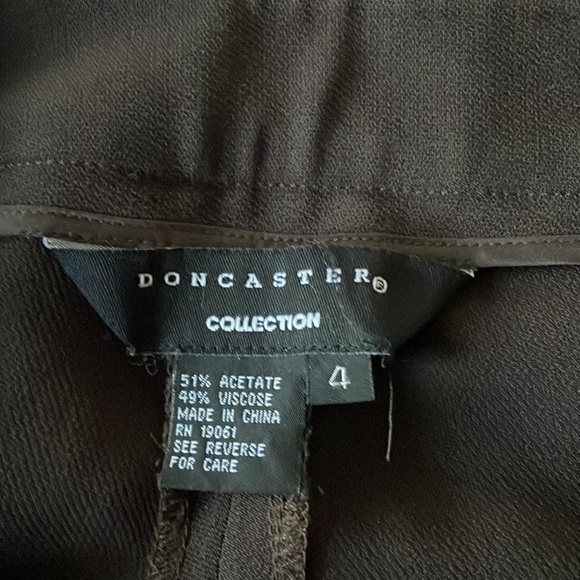 DONCASTER®
COLLECTION
4
51% ACETATE
49% VISCOSE
MADE IN CHINA
RN 19061
SEE REVERSE
FOR CARE